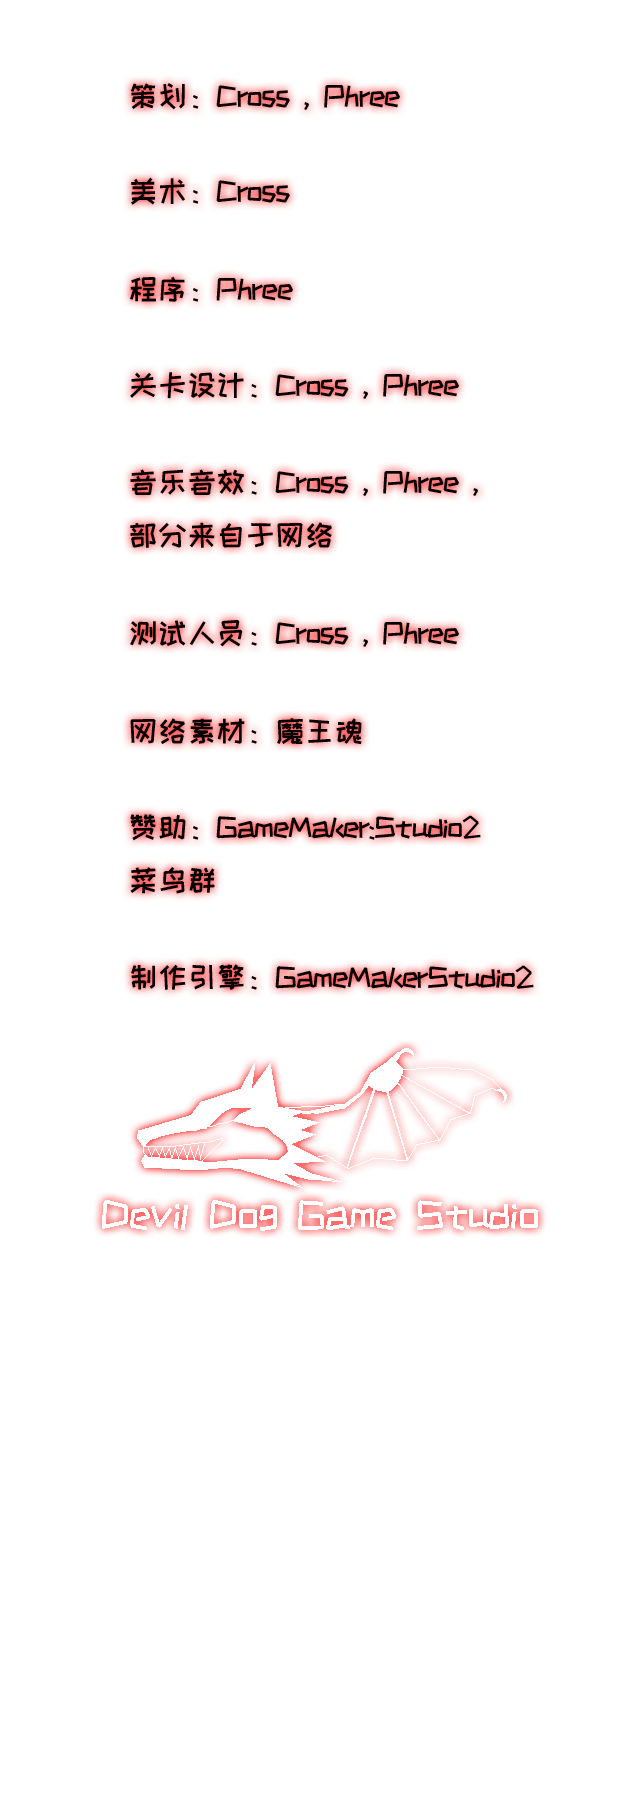 策划：Cross , Phree
美术：Cross
程序：Phree
关卡设计：Cross , Phree
音乐音效：Cross , Phree ,
部分来自于网络
测试人员：Cross , Phree
网络素材：魔王魂
赞助：GameMaker:Studio2
菜鸟群
制作引擎：GameMakerStudio2
Devil Dog Game Studio